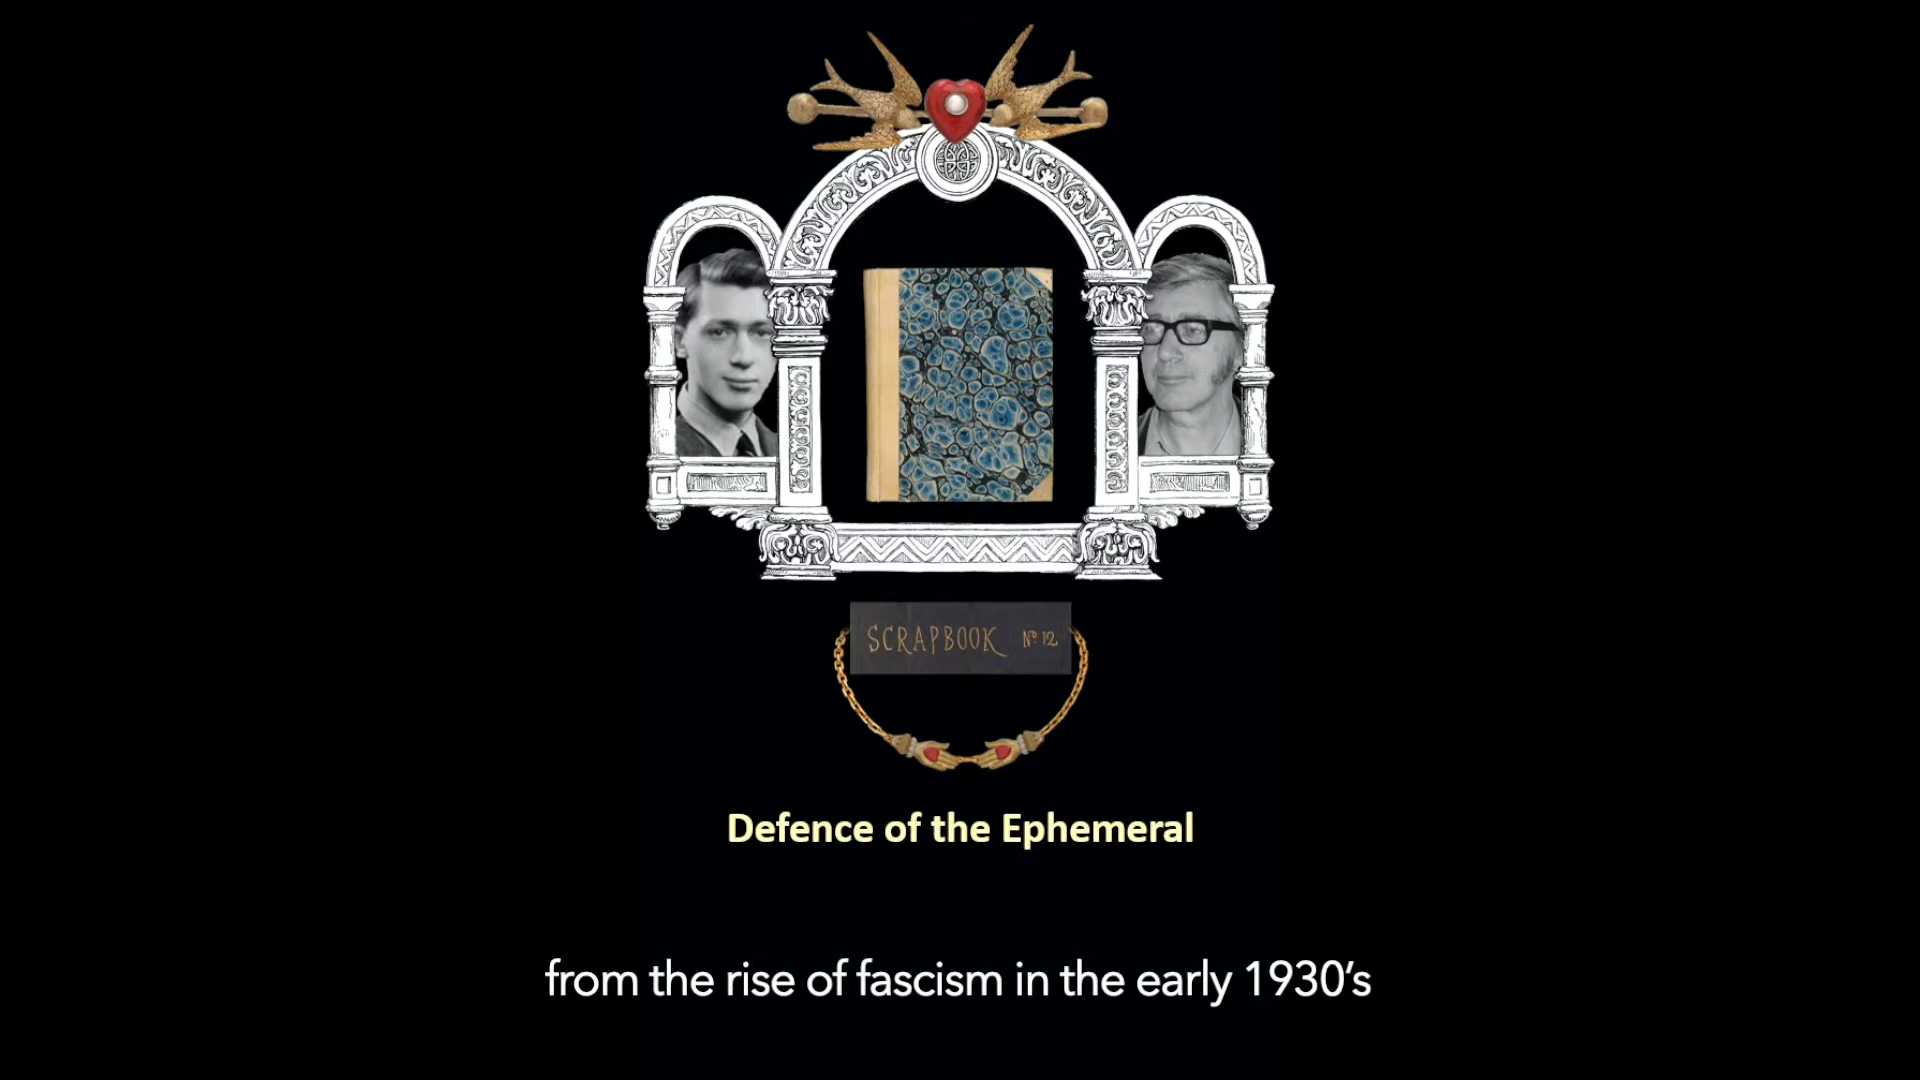 SCRAPBOOK Nº 12
Defence of the Ephemeral
from the rise of fascism in the early 1930's